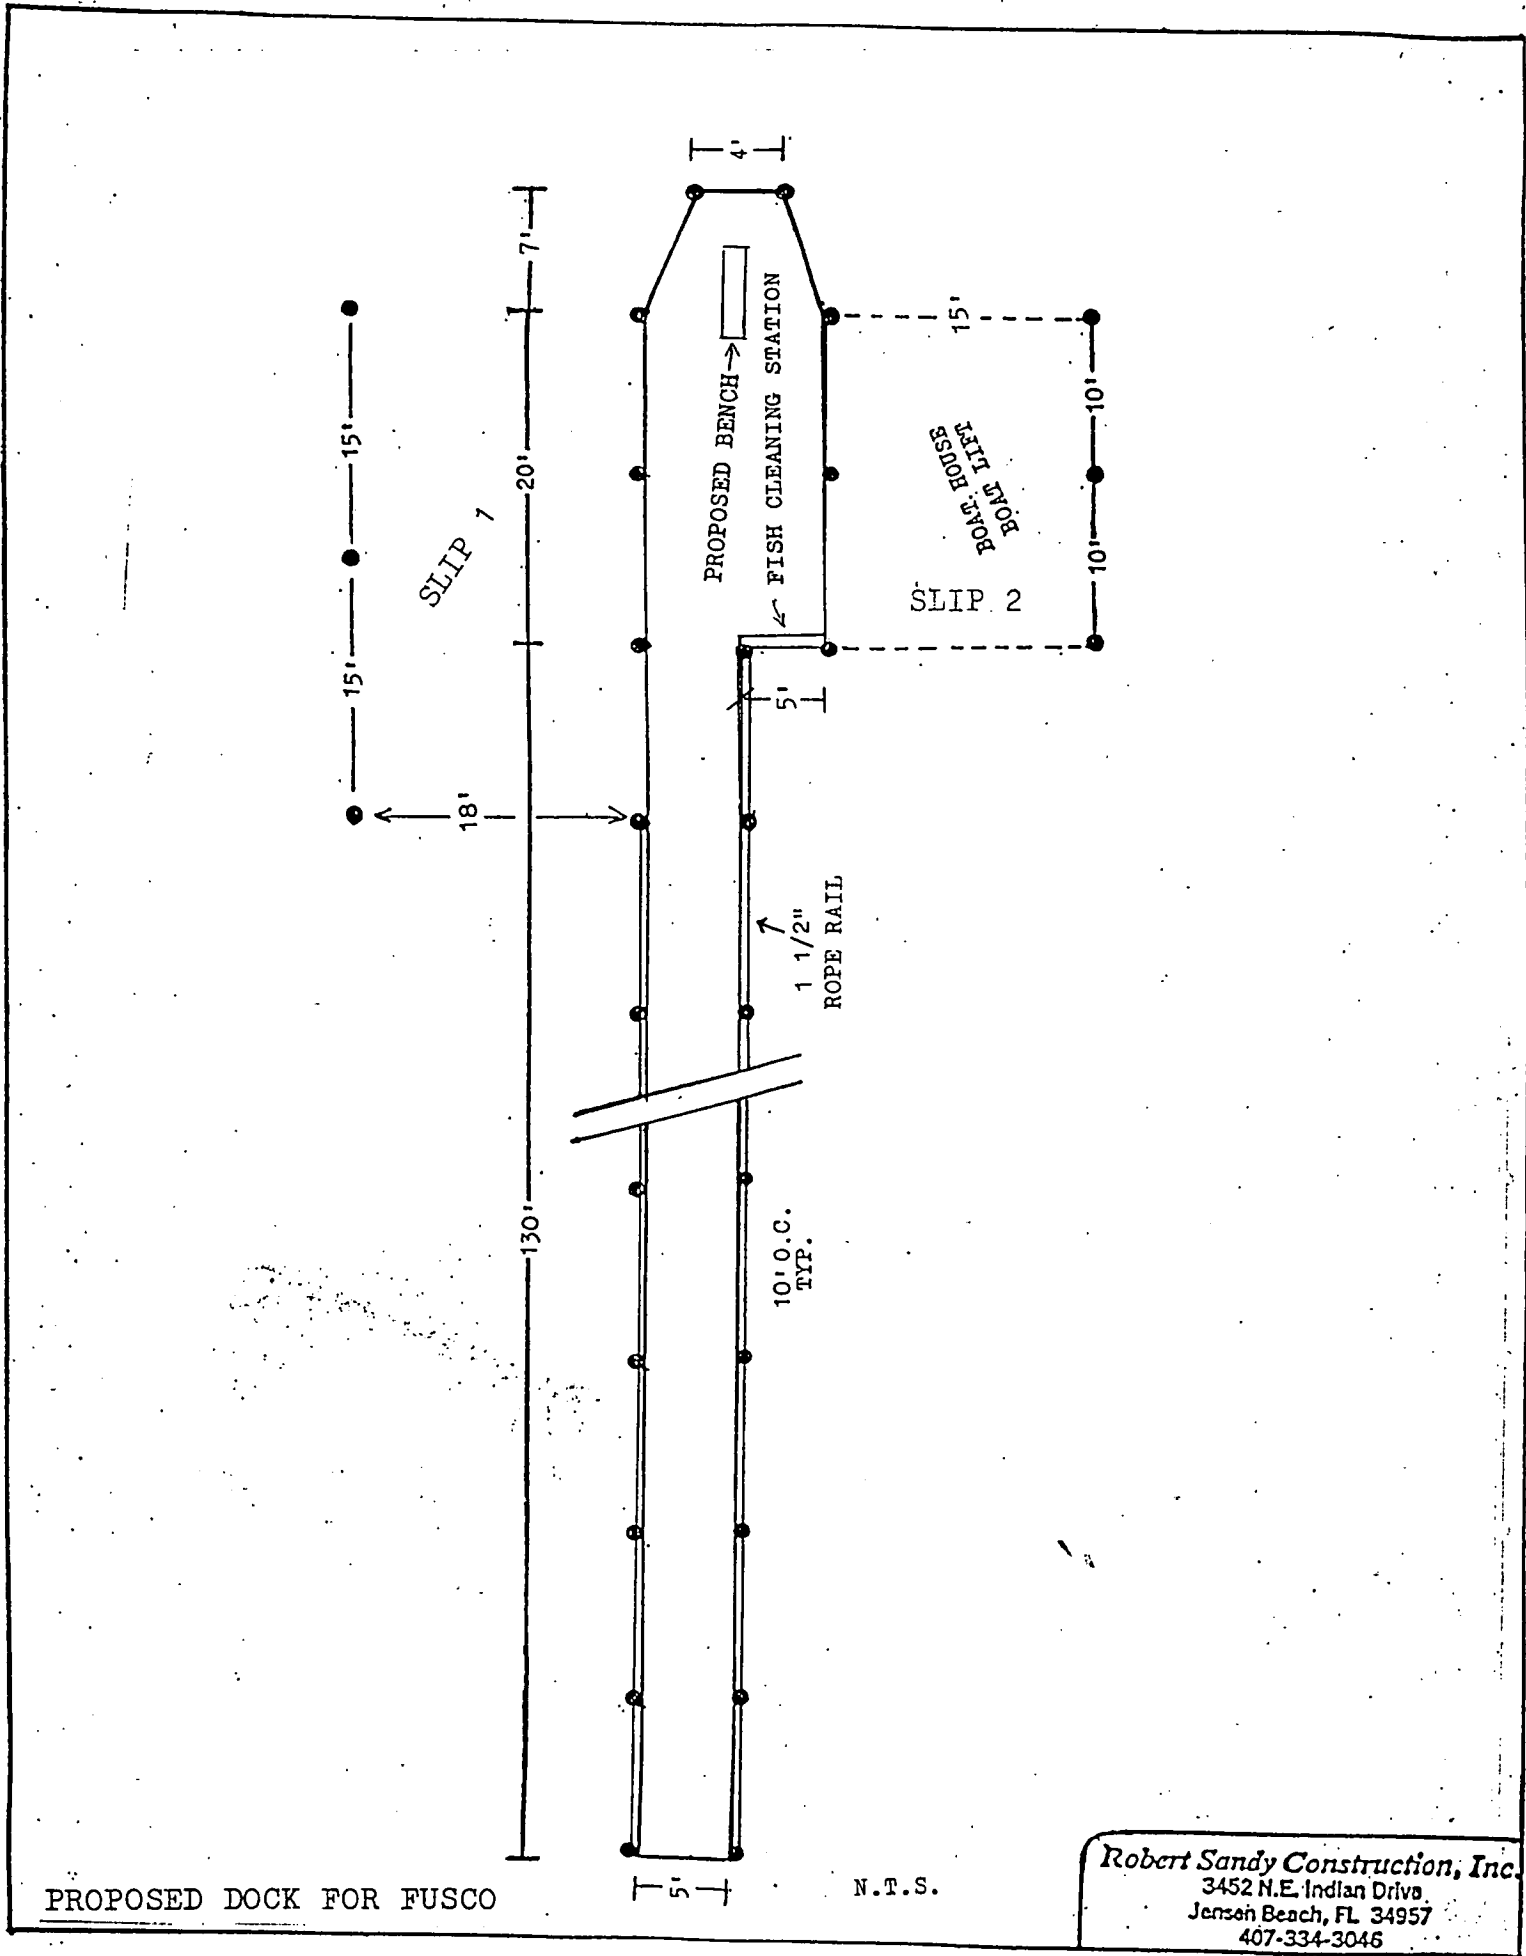 4'
7'
15'
20'
SLIP 1
15'
PROPOSED BENCH→
FISH CLEANING STATION
15'
10'
BOAT HOUSE
BOAT LIFT
10'
SLIP 2
5'
18'
1 1/2"
ROPE RAIL
130'
10' O.C.
TYP.
5'
N.T.S.
PROPOSED DOCK FOR FUSCO
Robert Sandy Construction, Inc.
3452 N.E. Indian Drive
Jensen Beach, FL 34957
407-334-3046